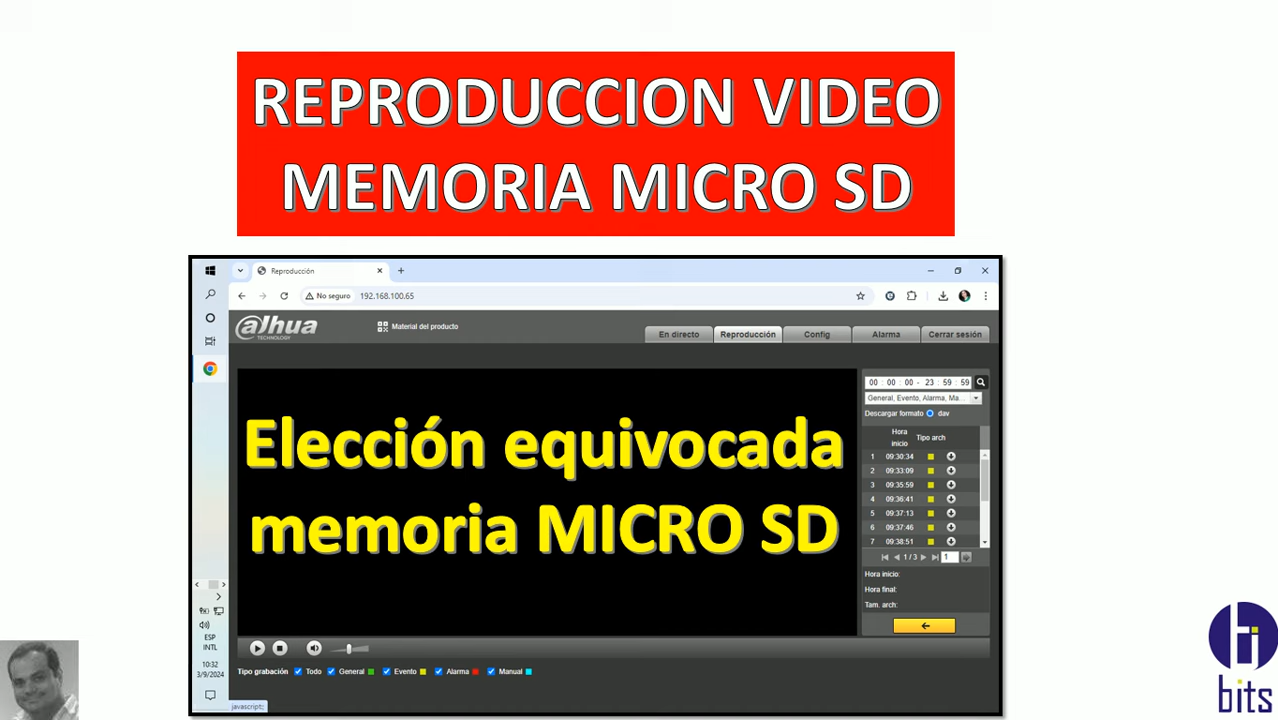 REPRODUCCION VIDEO
MEMORIA MICRO SD
Reproducción
No seguro 192.168.100.65
alhua
TECHNOLOGY
Material del producto
En directo Reproducción Config Alarma Cerrar sesión
00 : 00 : 00 - 23 : 59 : 59
General, Evento, Alarma, Ma...
Descargar formato dav
Hora inicio Tipo arch
1 09:30:34
2 09:33:09
3 09:35:59
4 09:36:41
5 09:37:13
6 09:37:46
7 09:38:51
1 / 3 1
Hora inicio:
Hora final:
Tam. arch:
Elección equivocada
memoria MICRO SD
Tipo grabación Todo General Evento Alarma Manual
ESP
INTL
10:32
3/9/2024
javascript:;
hi
bits